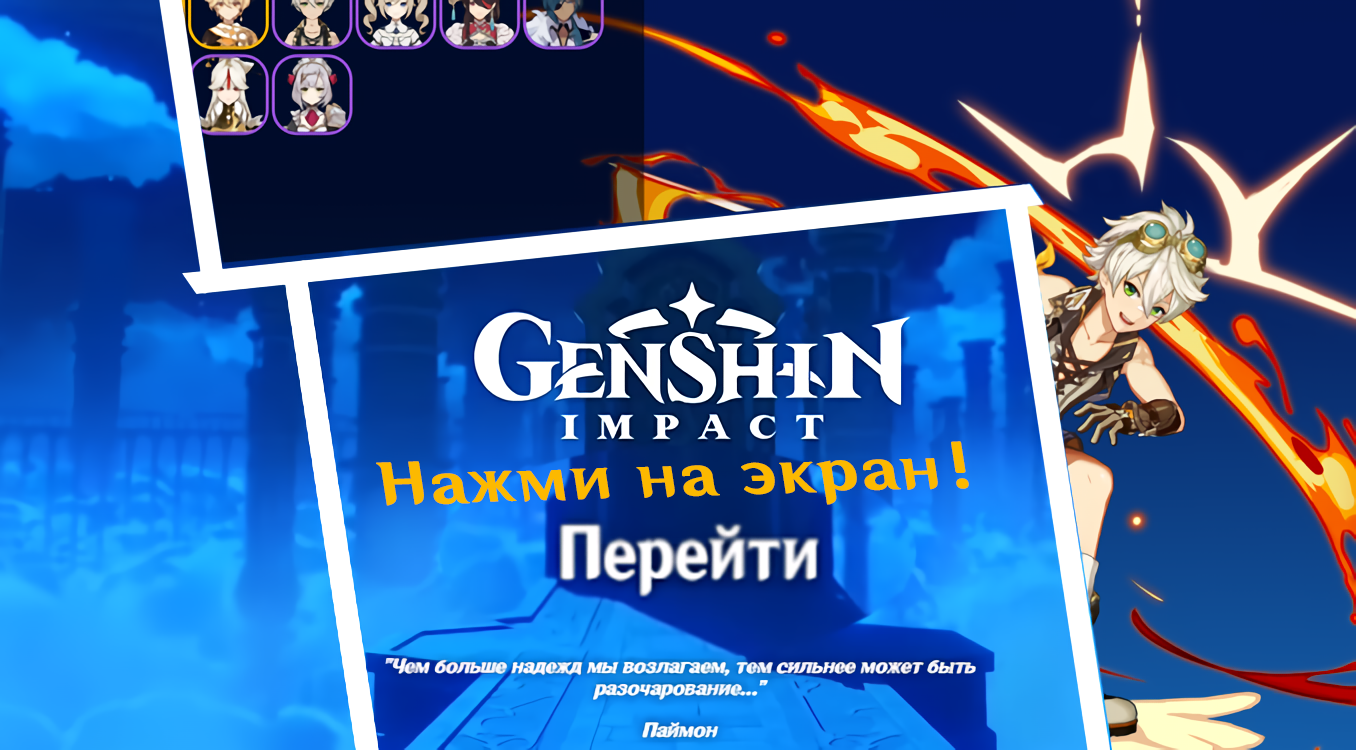 GENSHIN
IMPACT
Нажми на экран!
Перейти
"Чем больше надежд мы возлагаем, тем сильнее может быть
разочарование..."
Паймон